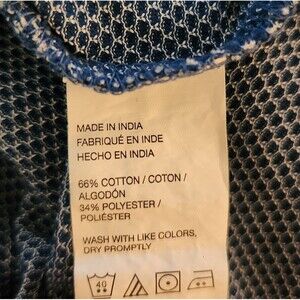 MADE IN INDIA
FABRIQUÉ EN INDE
HECHO EN INDIA
66% COTTON / COTON /
ALGODÓN
34% POLYESTER /
POLIÉSTER
WASH WITH LIKE COLORS,
DRY PROMPTLY
40